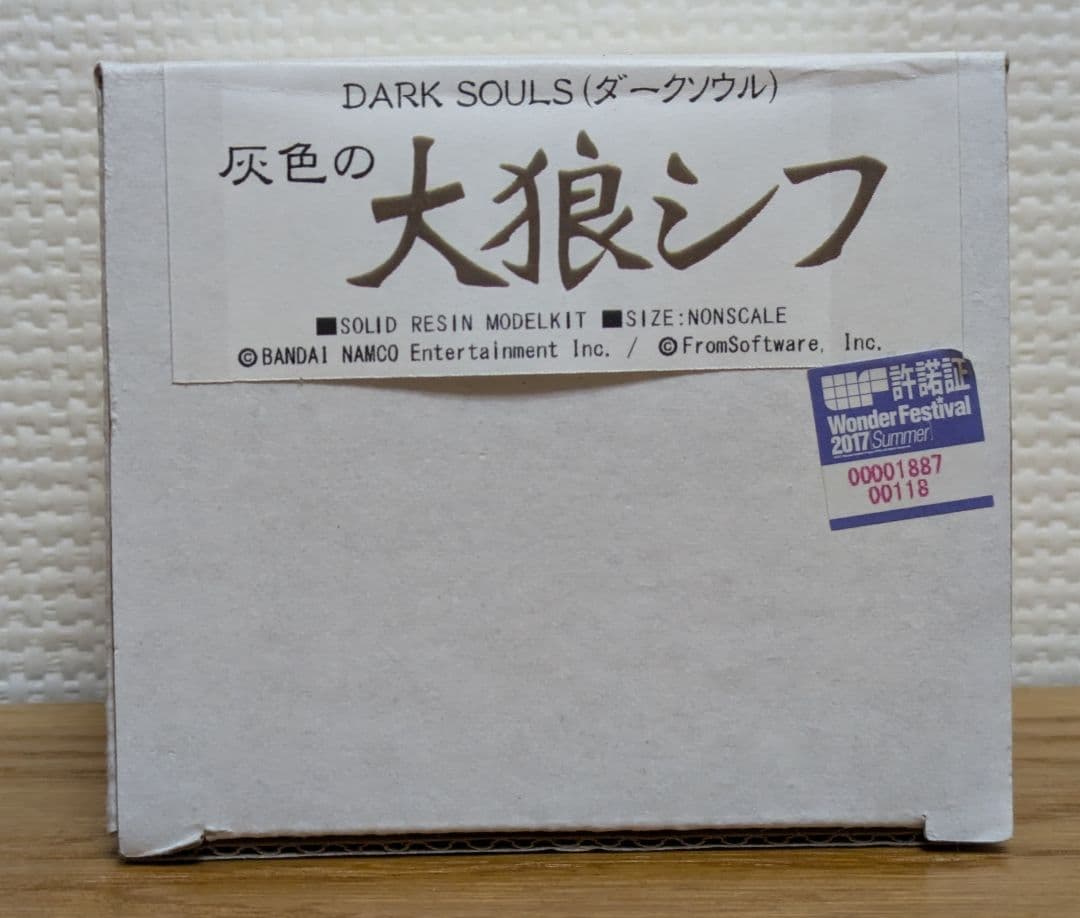 DARK SOULS(ダークソウル)
灰色の
大狼シフ
■SOLID RESIN MODELKIT ■SIZE:NONSCALE
©BANDAI NAMCO Entertainment Inc. / ©FromSoftware, Inc.
WF 許諾証
Wonder Festival
2017[Summer]
00001887
00118